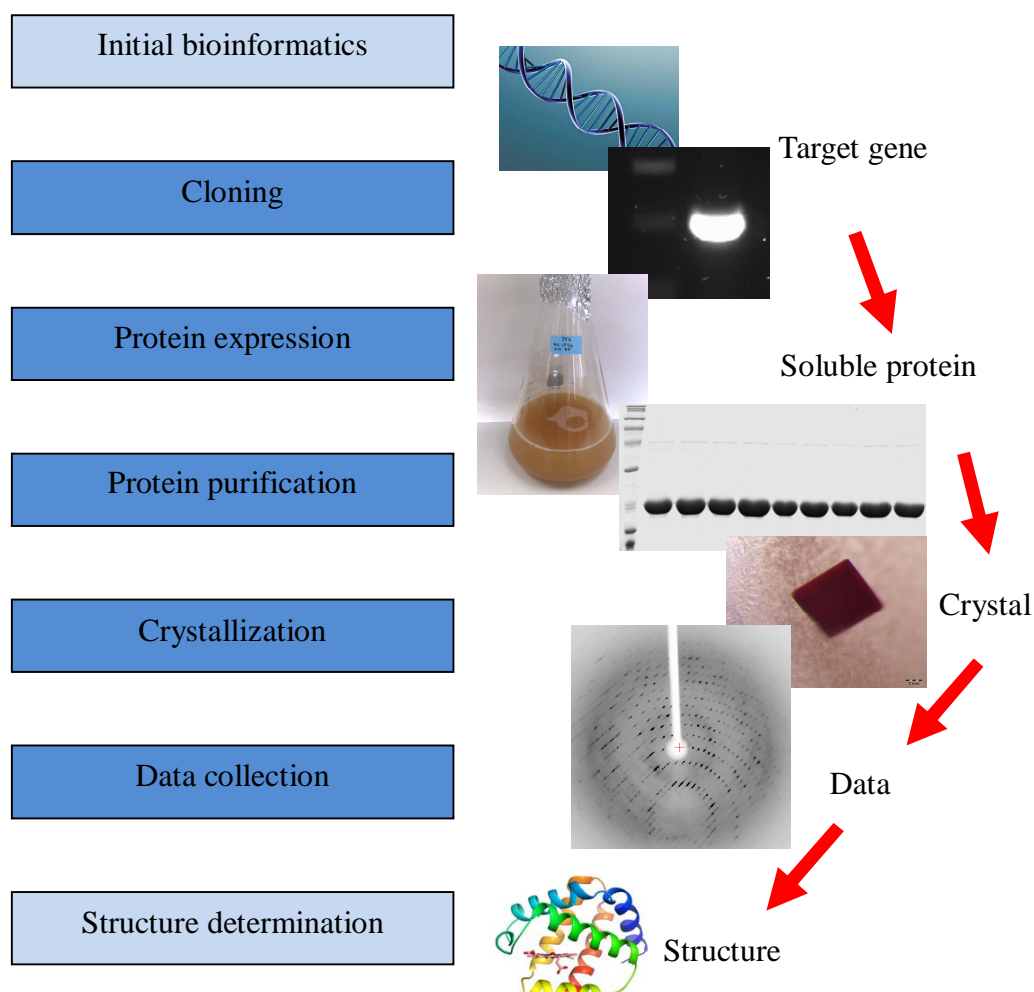 Initial bioinformatics
Target gene
Cloning
Protein expression
Soluble protein
Protein purification
Crystallization
Crystal
Data collection
Data
Structure determination
Structure